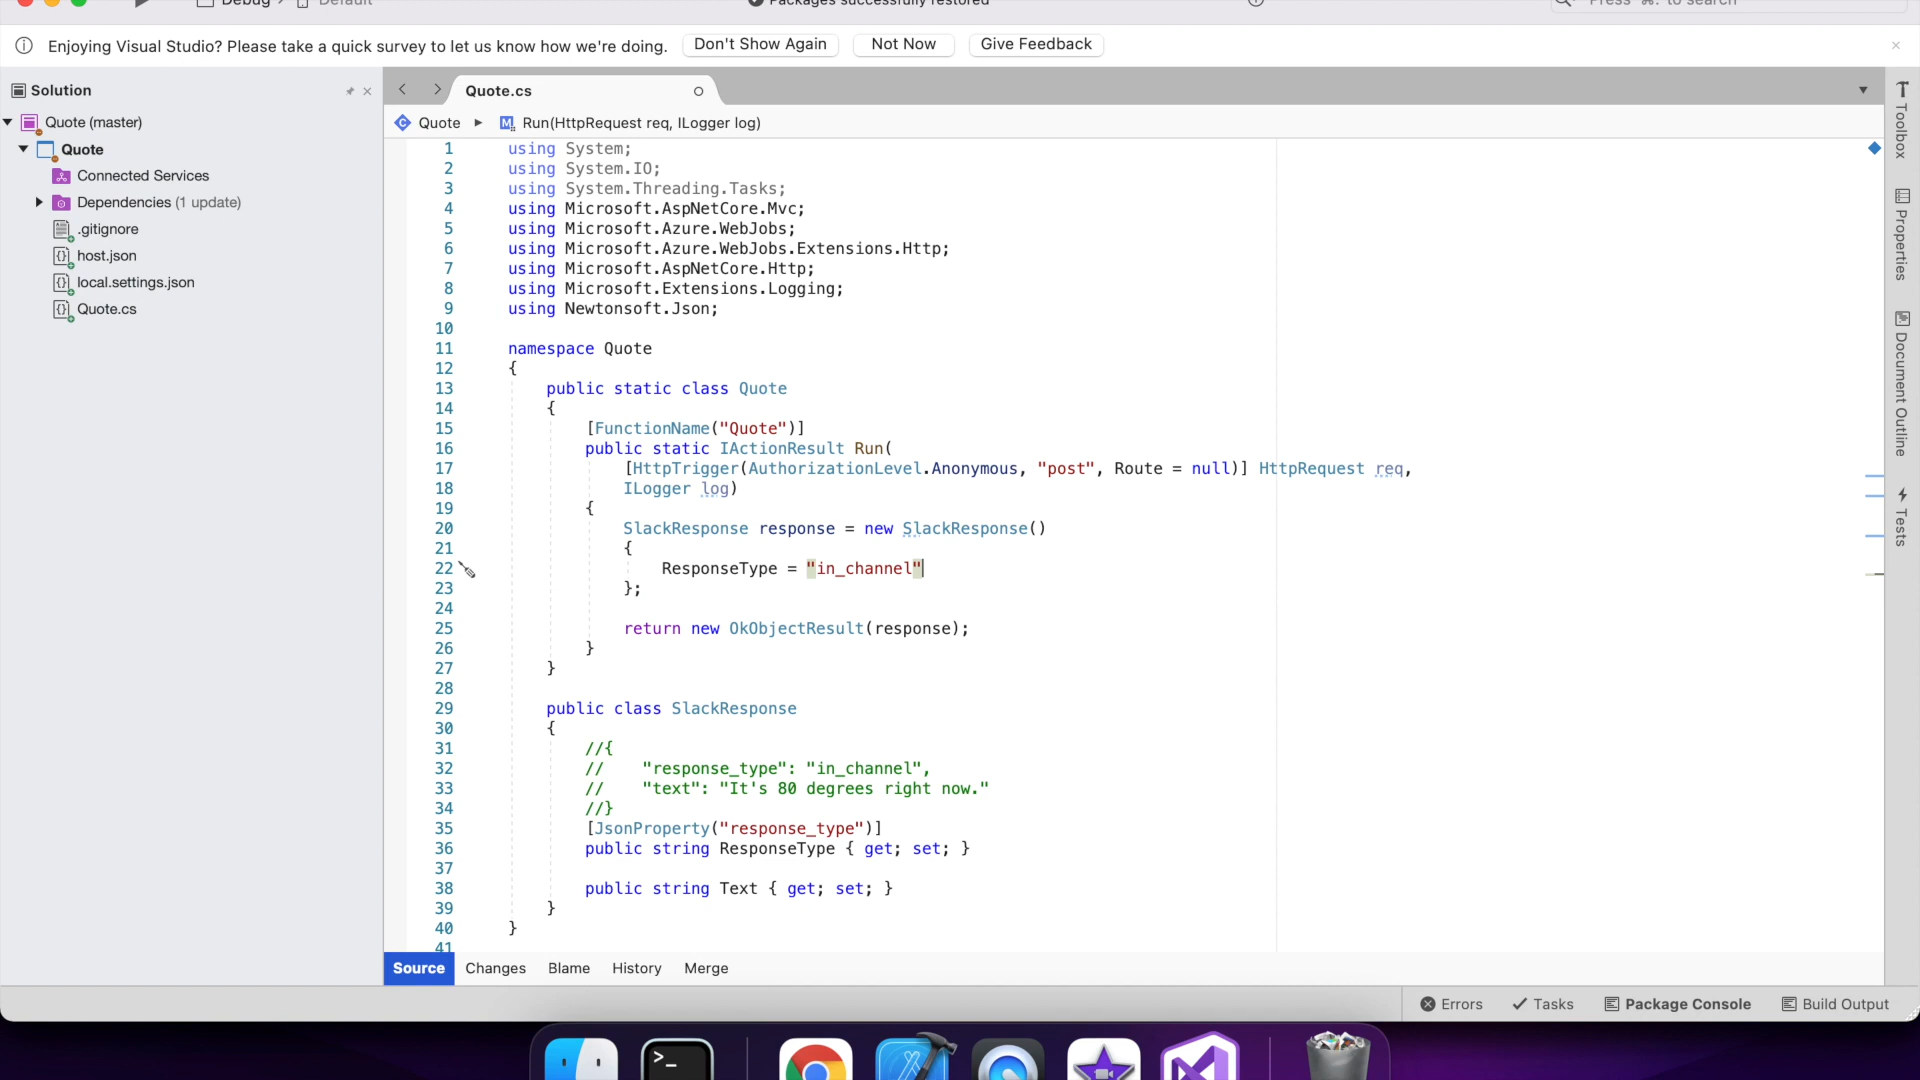 Debug
Default
Packages successfully restored
Press ⌘. to search
Enjoying Visual Studio? Please take a quick survey to let us know how we're doing.
Don't Show Again
Not Now
Give Feedback
Solution
Quote (master)
Quote
Connected Services
Dependencies (1 update)
.gitignore
host.json
local.settings.json
Quote.cs
Quote.cs
Quote
Run(HttpRequest req, ILogger log)
1 using System;
2 using System.IO;
3 using System.Threading.Tasks;
4 using Microsoft.AspNetCore.Mvc;
5 using Microsoft.Azure.WebJobs;
6 using Microsoft.Azure.WebJobs.Extensions.Http;
7 using Microsoft.AspNetCore.Http;
8 using Microsoft.Extensions.Logging;
9 using Newtonsoft.Json;
10
11 namespace Quote
12 {
13 public static class Quote
14 {
15 [FunctionName("Quote")]
16 public static IActionResult Run(
17 [HttpTrigger(AuthorizationLevel.Anonymous, "post", Route = null)] HttpRequest req,
18 ILogger log)
19 {
20 SlackResponse response = new SlackResponse()
21 {
22 ResponseType = "in_channel"
23 };
24
25 return new OkObjectResult(response);
26 }
27 }
28
29 public class SlackResponse
30 {
31 //{
32 // "response_type": "in_channel",
33 // "text": "It's 80 degrees right now."
34 //}
35 [JsonProperty("response_type")]
36 public string ResponseType { get; set; }
37
38 public string Text { get; set; }
39 }
40 }
41
Source
Changes
Blame
History
Merge
Errors
Tasks
Package Console
Build Output
Toolbox
Properties
Document Outline
Tests